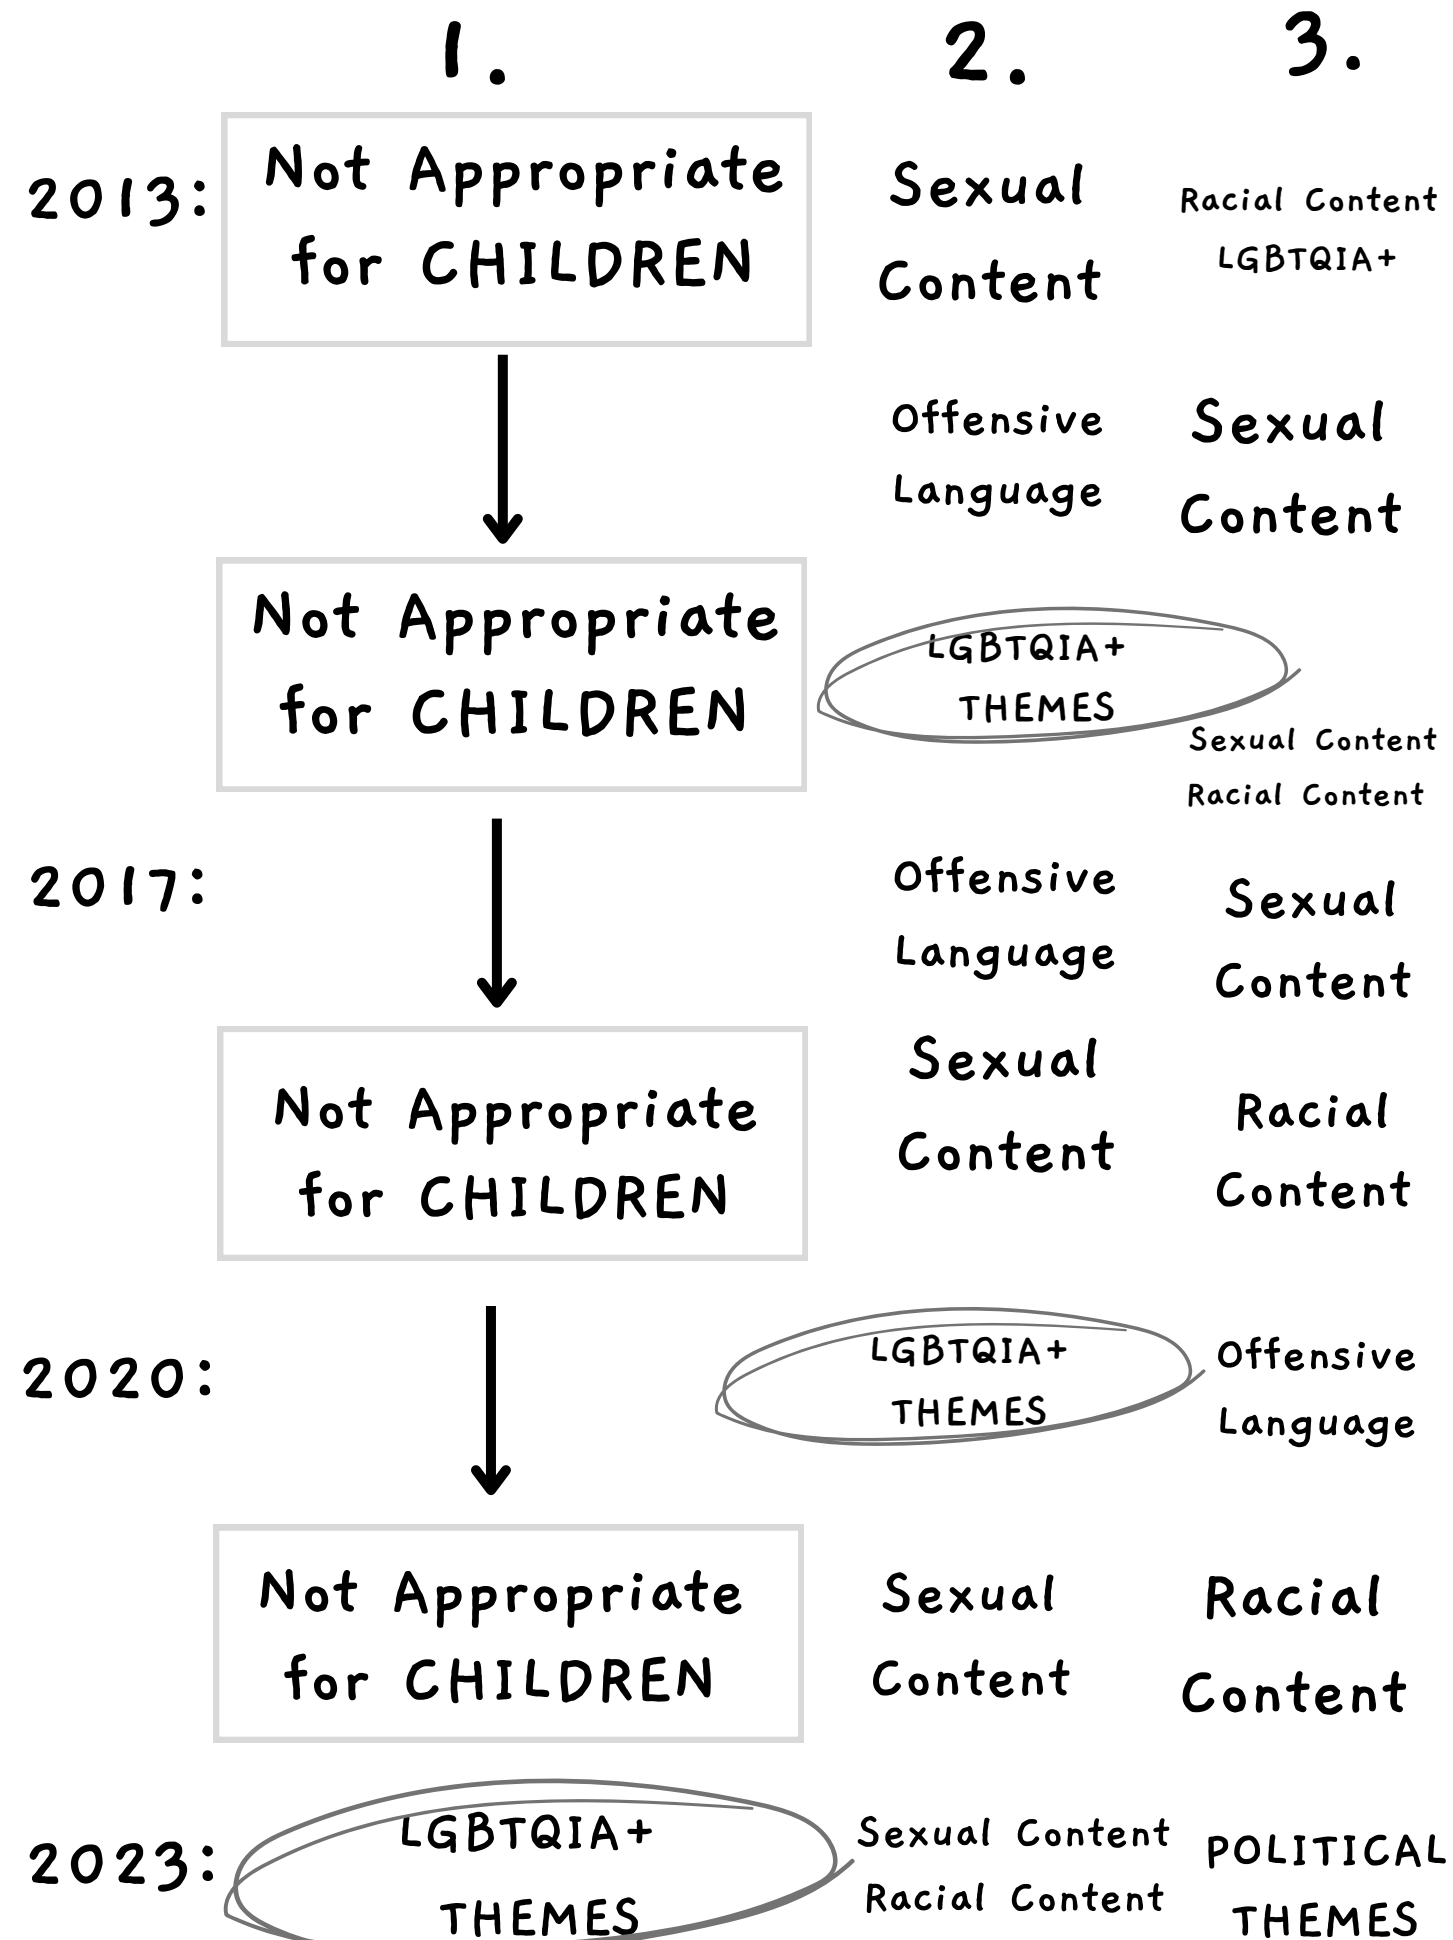 1. 2. 3.
2013: Not Appropriate
for CHILDREN
Sexual
Content
Racial Content
LGBTQIA+
Offensive
Language
Sexual
Content
Not Appropriate
for CHILDREN
LGBTQIA+
THEMES
Sexual Content
Racial Content
2017:
Offensive
Language
Sexual
Content
Not Appropriate
for CHILDREN
Sexual
Content
Racial
Content
2020:
LGBTQIA+
THEMES
Offensive
Language
Not Appropriate
for CHILDREN
Sexual
Content
Racial
Content
2023:
LGBTQIA+
THEMES
Sexual Content
Racial Content
POLITICAL
THEMES